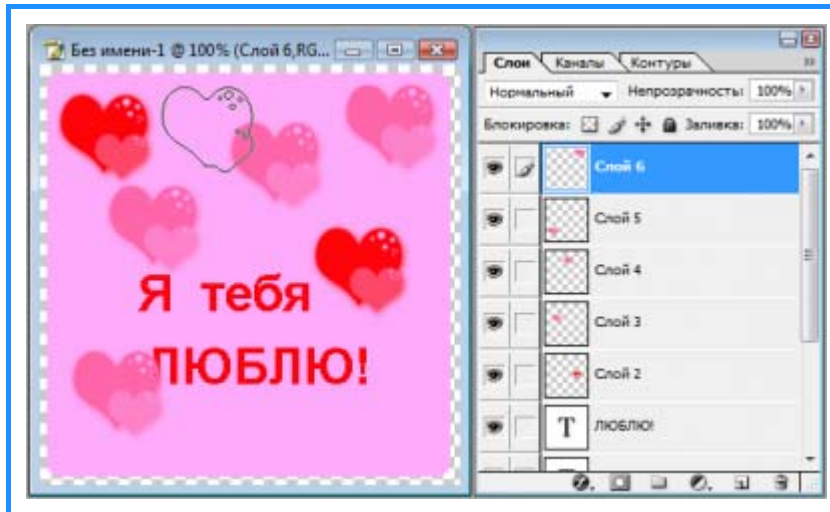 Без имени-1 @ 100% (Слой 6,RG...
Я тебя
ЛЮБЛЮ!
Слои Каналы Контуры
Нормальный Непрозрачность: 100%
Блокировка: Заливка: 100%
Слой 6
Слой 5
Слой 4
Слой 3
Слой 2
T ЛЮБЛЮ!